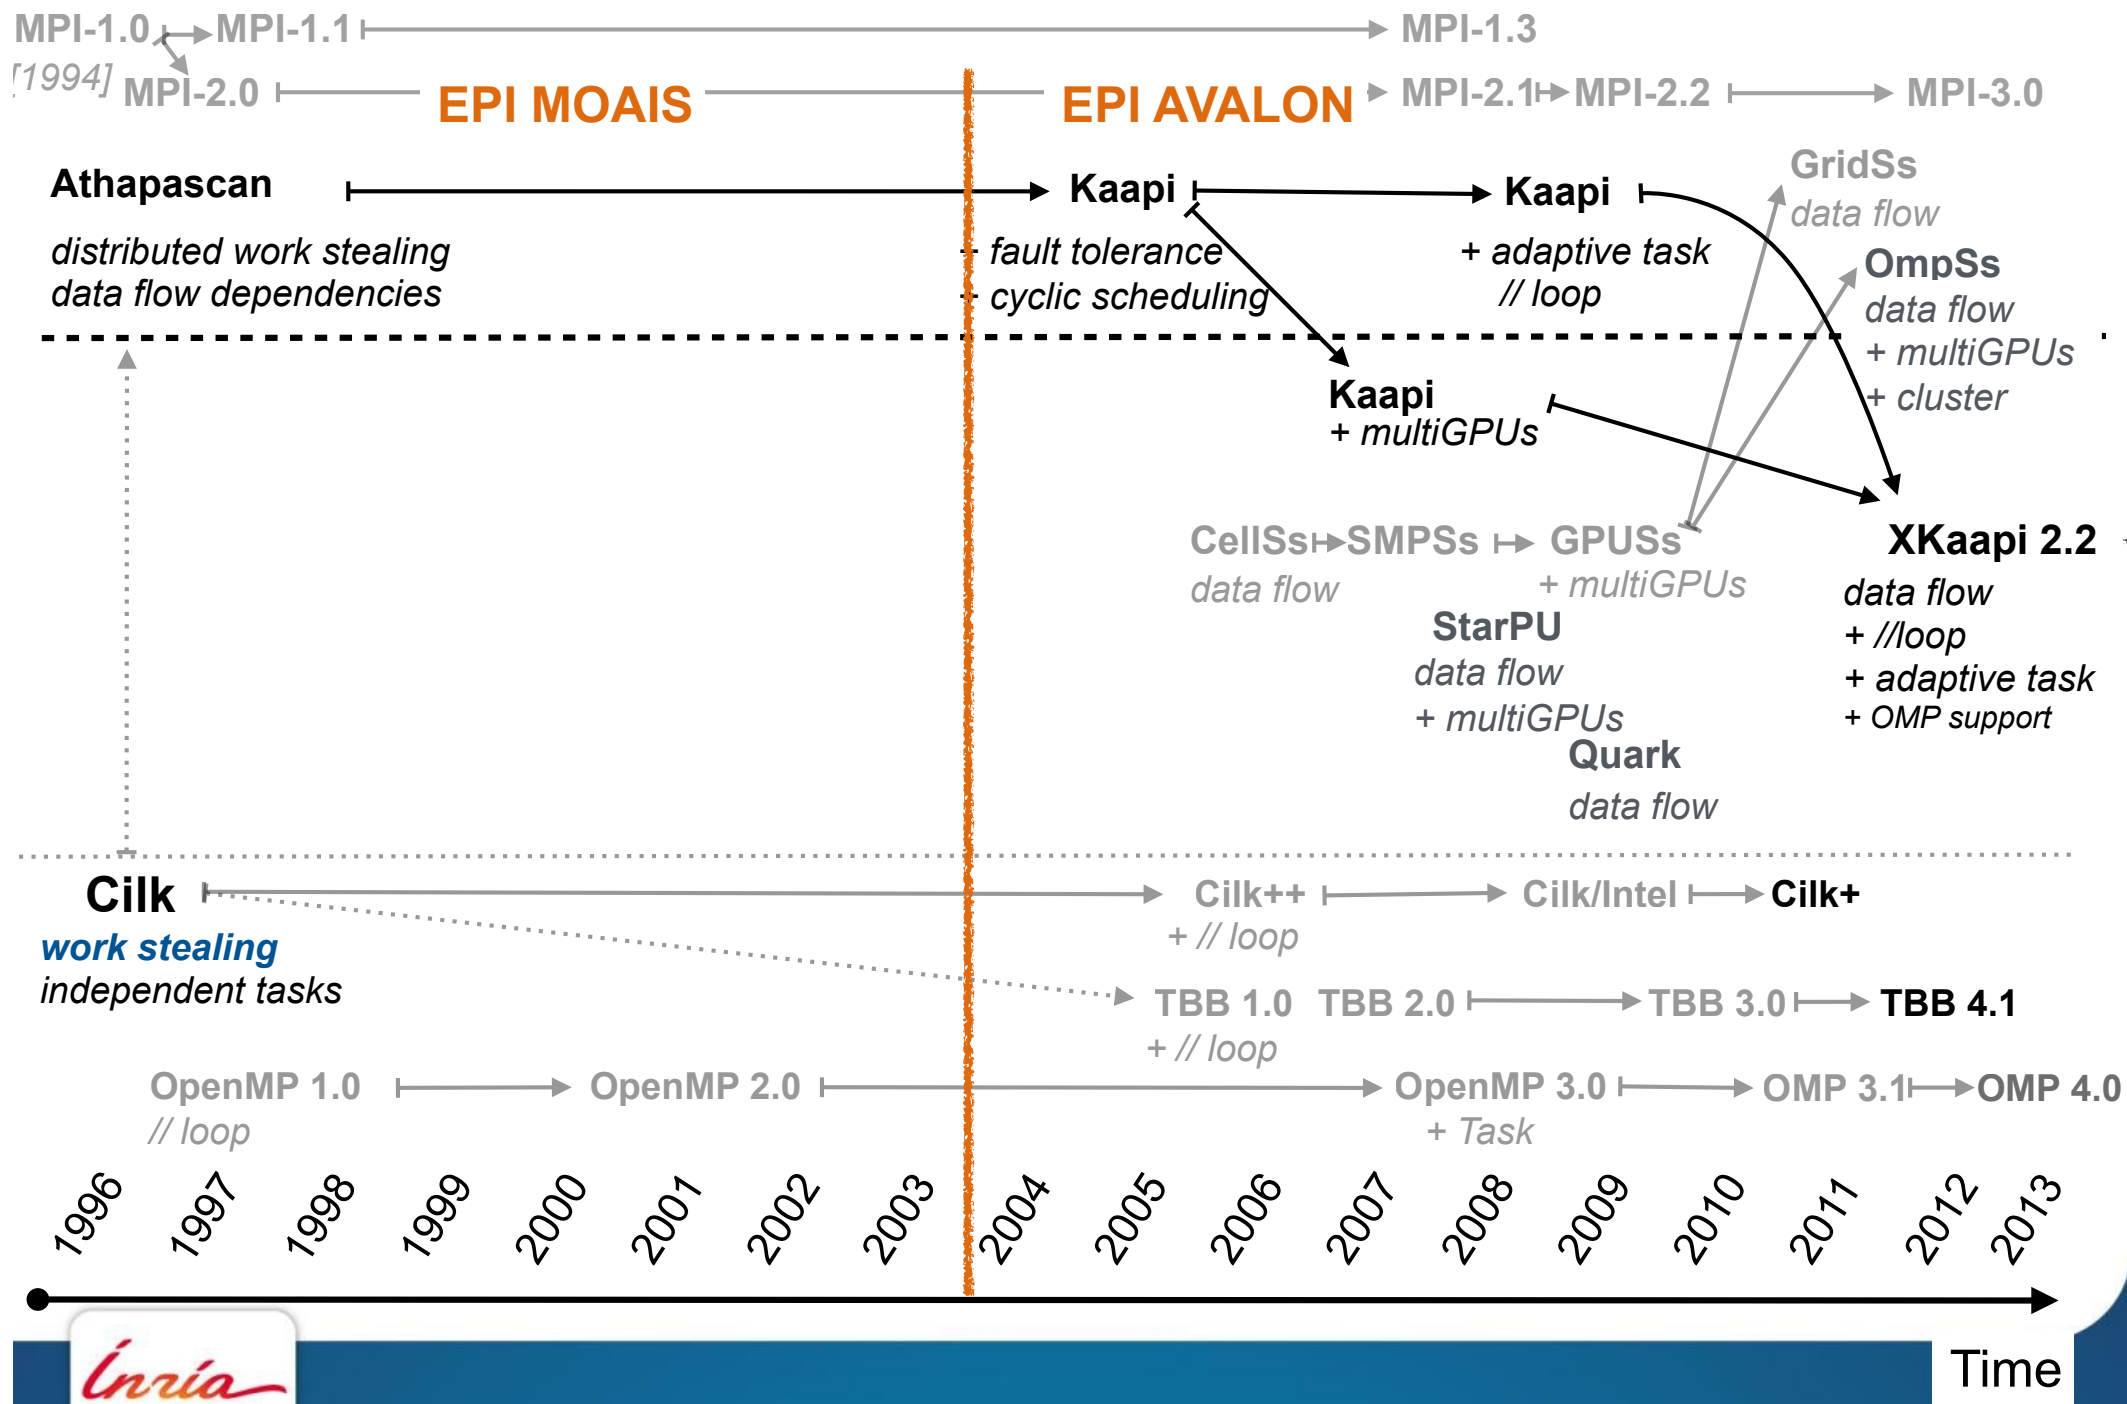 MPI-1.0 MPI-1.1 MPI-1.3
[1994] MPI-2.0 EPI MOAIS EPI AVALON MPI-2.1 MPI-2.2 MPI-3.0
Athapascan Kaapi Kaapi
distributed work stealing
data flow dependencies
+ fault tolerance
+ cyclic scheduling
+ adaptive task
// loop
GridSs
data flow
OmpSs
data flow
+ multiGPUs
+ cluster
Kaapi
+ multiGPUs
CellSs SMPSs GPUSs
data flow
+ multiGPUs
XKaapi 2.2
data flow
+ //loop
+ adaptive task
+ OMP support
StarPU
data flow
+ multiGPUs
Quark
data flow
Cilk Cilk++ Cilk/Intel Cilk+
work stealing
independent tasks
+ // loop
TBB 1.0 TBB 2.0 TBB 3.0 TBB 4.1
+ // loop
OpenMP 1.0 OpenMP 2.0 OpenMP 3.0 OMP 3.1 OMP 4.0
// loop
+ Task
1996 1997 1998 1999 2000 2001 2002 2003 2004 2005 2006 2007 2008 2009 2010 2011 2012 2013
Time
Inría